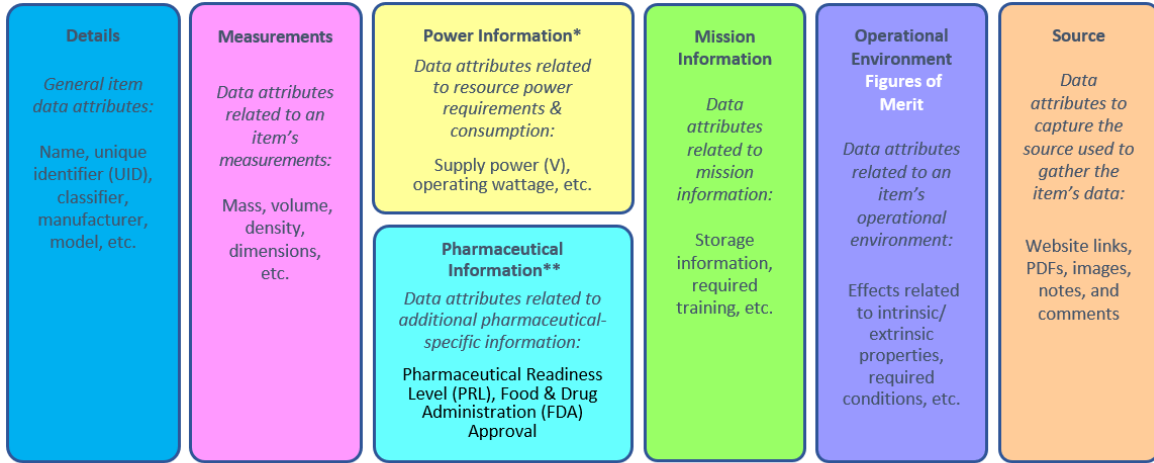 Details
General item
data attributes:
Name, unique
identifier (UID),
classifier,
manufacturer,
model, etc.
Measurements
Data attributes
related to an
item's
measurements:
Mass, volume,
density,
dimensions,
etc.
Power Information*
Data attributes related
to resource power
requirements &
consumption:
Supply power (V),
operating wattage, etc.
Pharmaceutical
Information**
Data attributes related to
additional pharmaceutical-
specific information:
Pharmaceutical Readiness
Level (PRL), Food & Drug
Administration (FDA)
Approval
Mission
Information
Data
attributes
related to
mission
information:
Storage
information,
required
training, etc.
Operational
Environment
Figures of
Merit
Data attributes
related to an
item's
operational
environment:
Effects related
to intrinsic/
extrinsic
properties,
required
conditions, etc.
Source
Data
attributes to
capture the
source used to
gather the
item's data:
Website links,
PDFs, images,
notes, and
comments